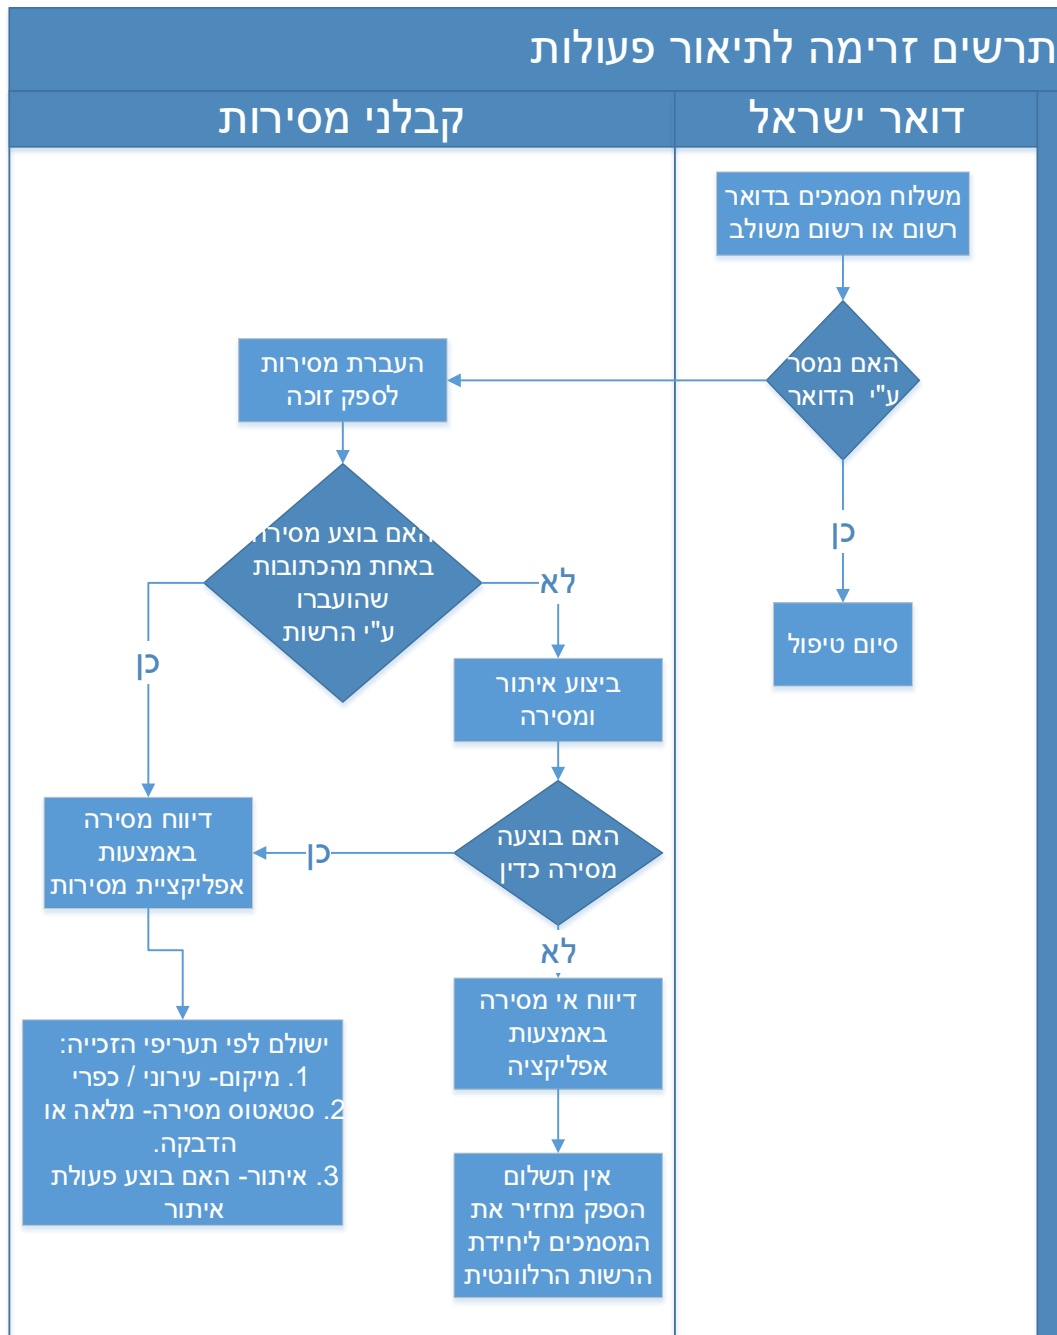 תרשים זרימה לתיאור פעולות
דואר ישראל
קבלני מסירות
משלוח מסמכים בדואר
רשום או רשום משולב
האם נמסר
ע"י הדואר
כן
סיום טיפול
העברת מסירות
לספק זוכה
האם בוצע מסירה
באחת מהכתובות
שהועברו
ע"י הרשות
לא
כן
ביצוע איתור
ומסירה
האם בוצעה
מסירה כדין
כן
לא
דיווח מסירה
באמצעות
אפליקציית מסירות
דיווח אי מסירה
באמצעות
אפליקציה
ישולם לפי תעריפי הזכייה:
1. מיקום- עירוני / כפרי
2. סטאטוס מסירה- מלאה או
הדבקה.
3. איתור- האם בוצע פעולת
איתור
אין תשלום
הספק מחזיר את
המסמכים ליחידת
הרשות הרלוונטית